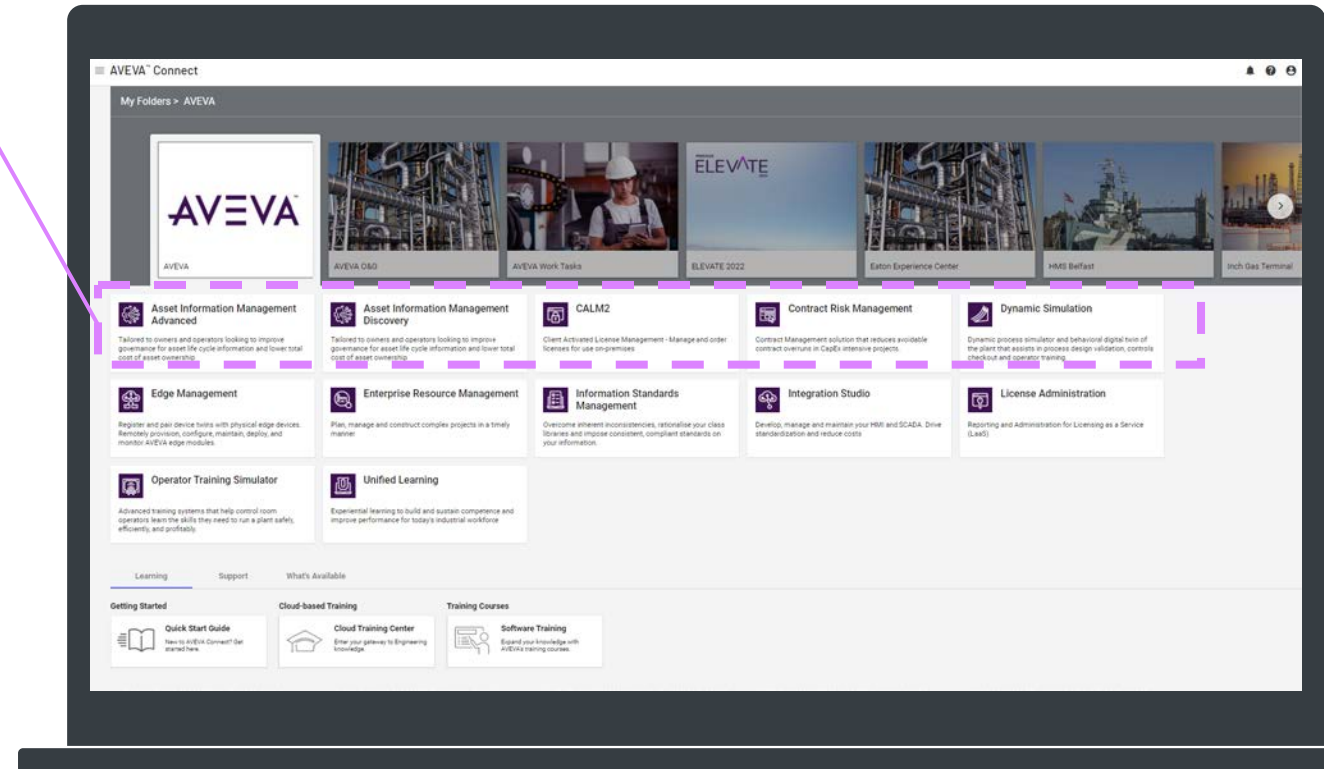 AVEVA™ Connect
My Folders > AVEVA
AVEVA™
ELEVATE
AVEVA
AVEVA O&G
AVEVA Work Tasks
ELEVATE 2022
Eaton Experience Center
HMS Belfast
Inch Gas Terminal
Asset Information Management
Advanced
Tailored to owners and operators looking to improve
governance for asset life cycle information and lower total
cost of asset ownership
Asset Information Management
Discovery
Tailored to owners and operators looking to improve
governance for asset life cycle information and lower total
cost of asset ownership
CALM2
Client Activated License Management - Manage and order
licenses for use on-premises
Contract Risk Management
Contract Management solution that reduces avoidable
contract overruns in CapEx intensive projects
Dynamic Simulation
Dynamic process simulator and behavioral digital twin of
the plant that assists in process design validation, controls
checkout and operator training
Edge Management
Register and pair device twins with physical edge devices.
Remotely provision, configure, maintain, deploy, and
monitor AVEVA edge modules.
Enterprise Resource Management
Plan, manage and construct complex projects in a timely
manner
Information Standards
Management
Overcome inherent inconsistencies, rationalise your class
libraries and impose consistent, compliant standards on
your information.
Integration Studio
Develop, manage and maintain your HMI and SCADA. Drive
standardization and reduce costs
License Administration
Reporting and Administration for Licensing as a Service
(LaaS)
Operator Training Simulator
Advanced training systems that help control room
operators learn the skills they need to run a plant safely,
efficiently, and profitably.
Unified Learning
Experiential learning to build and sustain competence and
improve performance for today's industrial workforce
Learning
Support
What's Available
Getting Started
Cloud-based Training
Training Courses
Quick Start Guide
New to AVEVA Connect? Get
started here.
Cloud Training Center
Enter your gateway to Engineering
knowledge.
Software Training
Expand your knowledge with
AVEVA's training courses.